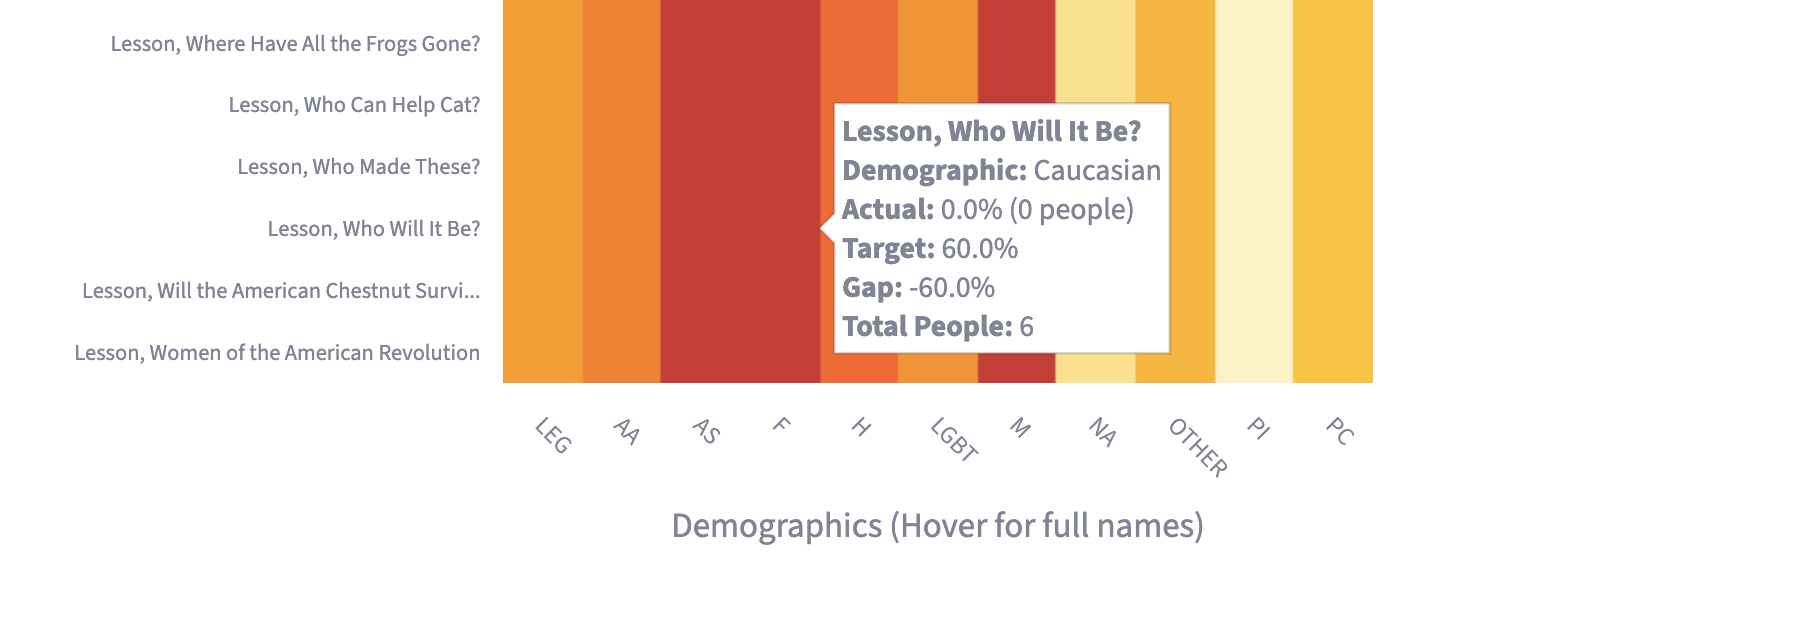 Lesson, Where Have All the Frogs Gone?
Lesson, Who Can Help Cat?
Lesson, Who Made These?
Lesson, Who Will It Be?
Lesson, Will the American Chestnut Survi...
Lesson, Women of the American Revolution
Lesson, Who Will It Be?
Demographic: Caucasian
Actual: 0.0% (0 people)
Target: 60.0%
Gap: -60.0%
Total People: 6
LEG
AA
AS
F
H
LGBT
M
NA
OTHER
PI
PC
Demographics (Hover for full names)